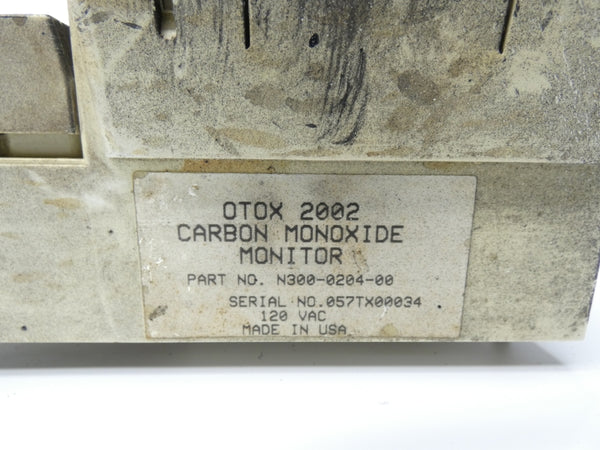 OTOX 2002
CARBON MONOXIDE
MONITOR
PART NO. N300-0204-00
SERIAL NO.057TX00034
120 VAC
MADE IN USA